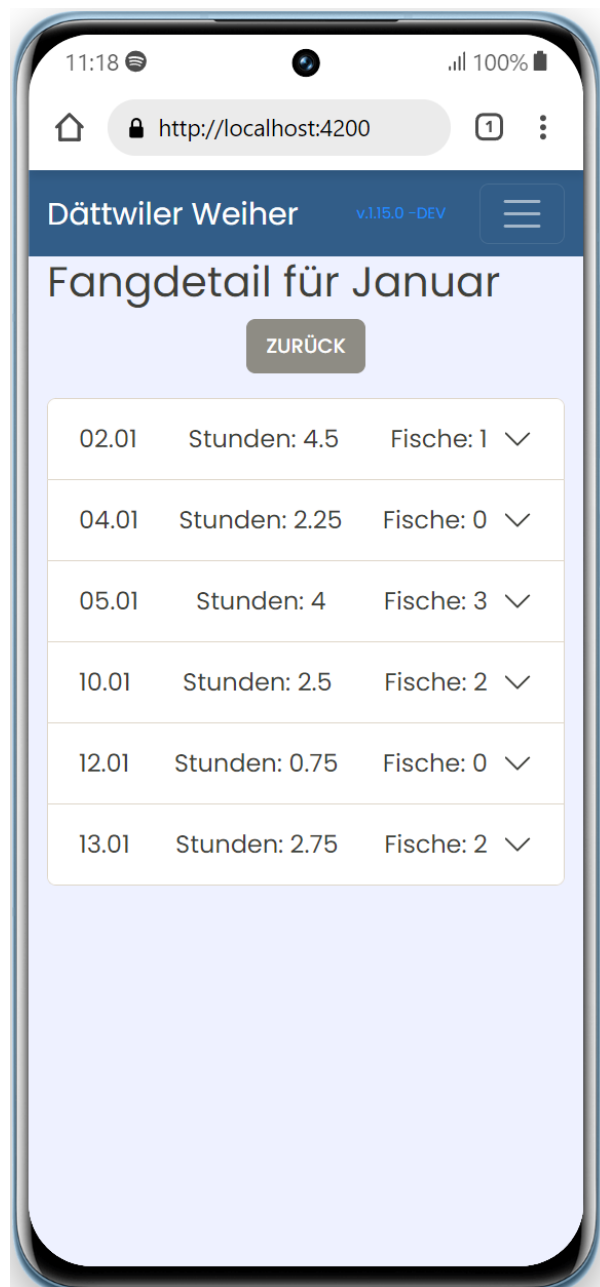 11:18 100%
http://localhost:4200 1
Dättwiler Weiher v.1.15.0 -DEV
Fangdetail für Januar
ZURÜCK
02.01 Stunden: 4.5 Fische: 1
04.01 Stunden: 2.25 Fische: 0
05.01 Stunden: 4 Fische: 3
10.01 Stunden: 2.5 Fische: 2
12.01 Stunden: 0.75 Fische: 0
13.01 Stunden: 2.75 Fische: 2